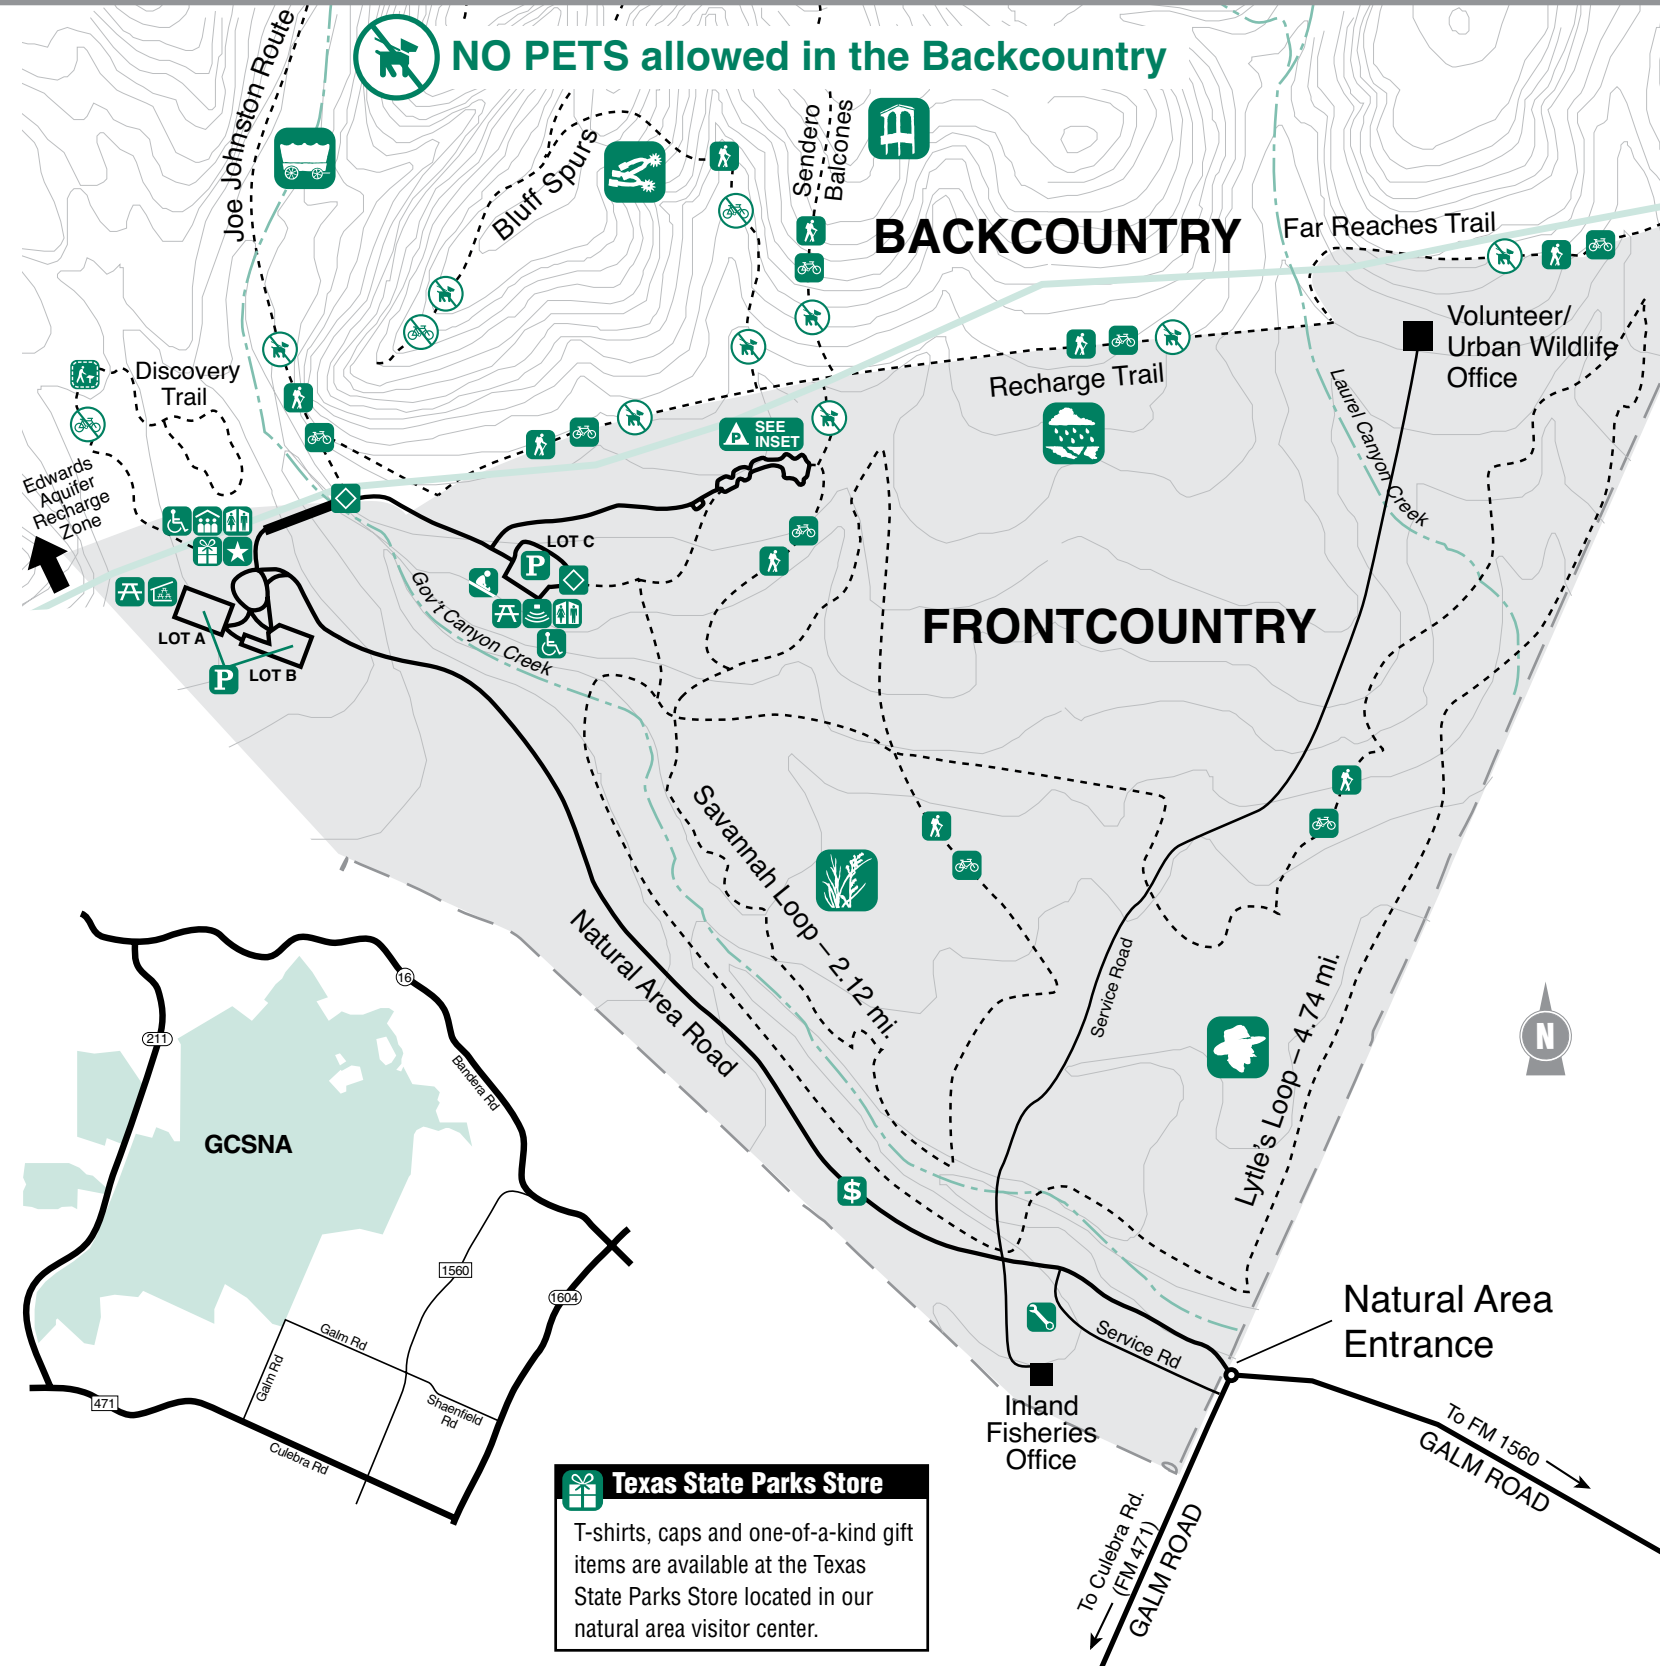 NO PETS allowed in the Backcountry
Joe Johnston Route
Bluff Spurs
Sendero
Balcones
BACKCOUNTRY
Far Reaches Trail
Volunteer/
Urban Wildlife
Office
Discovery
Trail
Recharge Trail
Laurel Canyon Creek
SEE
INSET
P
Edwards
Aquifer
Recharge
Zone
LOT C
P
Gov't Canyon Creek
LOT A
P
LOT B
FRONTCOUNTRY
Savannah Loop – 2.12 mi.
Natural Area Road
Service Road
Lytle's Loop – 4.74 mi.
N
$
16
211
Bandera Rd
GCSNA
1560
1604
Galm Rd
Galm Rd
Shaenfield
Rd
471
Culebra Rd
Natural Area
Entrance
Service Rd
Inland
Fisheries
Office
To FM 1560
GALM ROAD
To Culebra Rd.
(FM 471)
GALM ROAD
Texas State Parks Store
T-shirts, caps and one-of-a-kind gift
items are available at the Texas
State Parks Store located in our
natural area visitor center.